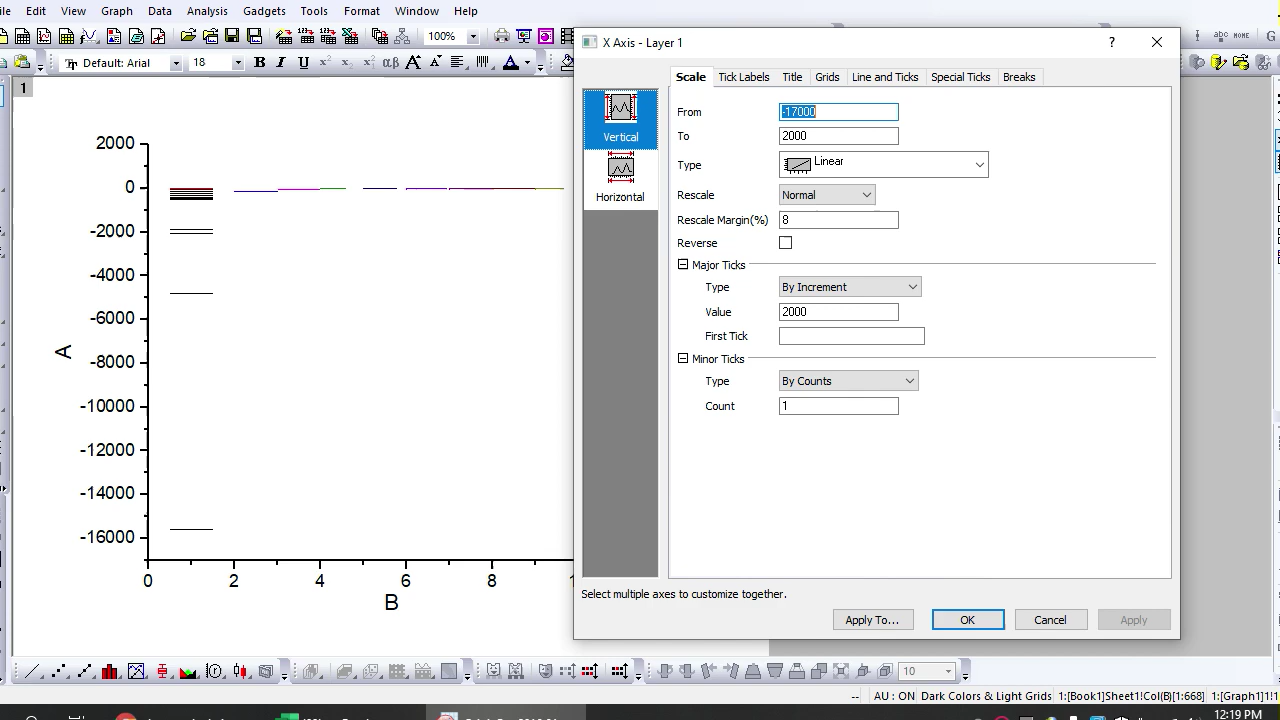 Edit View Graph Data Analysis Gadgets Tools Format Window Help
100%
abc MORE
Default: Arial 18 B I U
1
X Axis - Layer 1 ?
Scale Tick Labels Title Grids Line and Ticks Special Ticks Breaks
Vertical
Horizontal
From -17000
To 2000
Type Linear
Rescale Normal
Rescale Margin(%) 8
Reverse
Major Ticks
Type By Increment
Value 2000
First Tick
Minor Ticks
Type By Counts
Count 1
Select multiple axes to customize together.
Apply To... OK Cancel Apply
2000
0
-2000
-4000
-6000
-8000
-10000
-12000
-14000
-16000
A
0 2 4 6 8
B
10
-- AU : ON Dark Colors & Light Grids 1:[Book1]Sheet1!Col(B)[1:668] 1:[Graph1]1!
12:19 PM